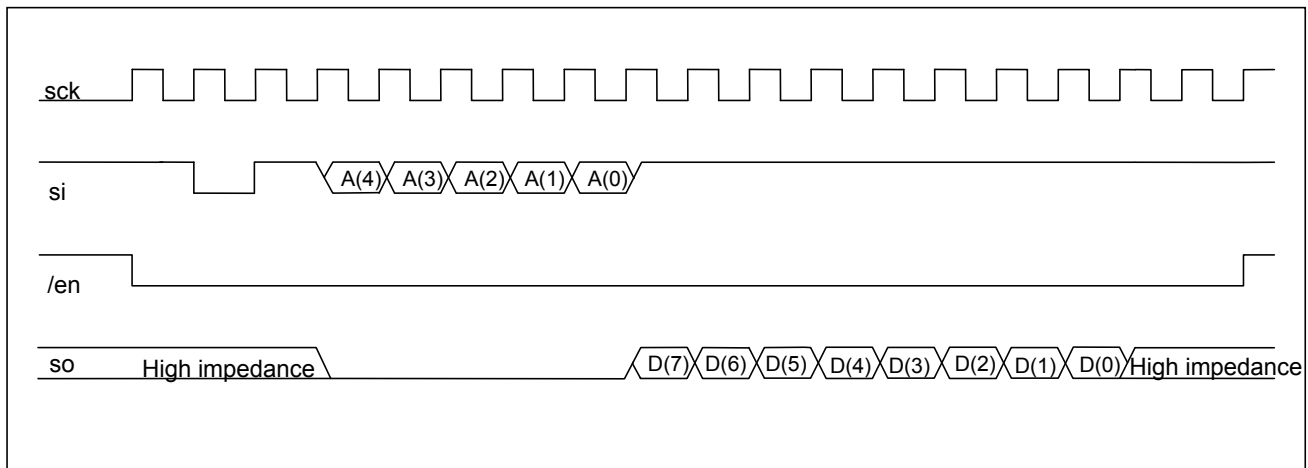 sck
si
A(4) A(3) A(2) A(1) A(0)
/en
so
High impedance
D(7) D(6) D(5) D(4) D(3) D(2) D(1) D(0)
High impedance